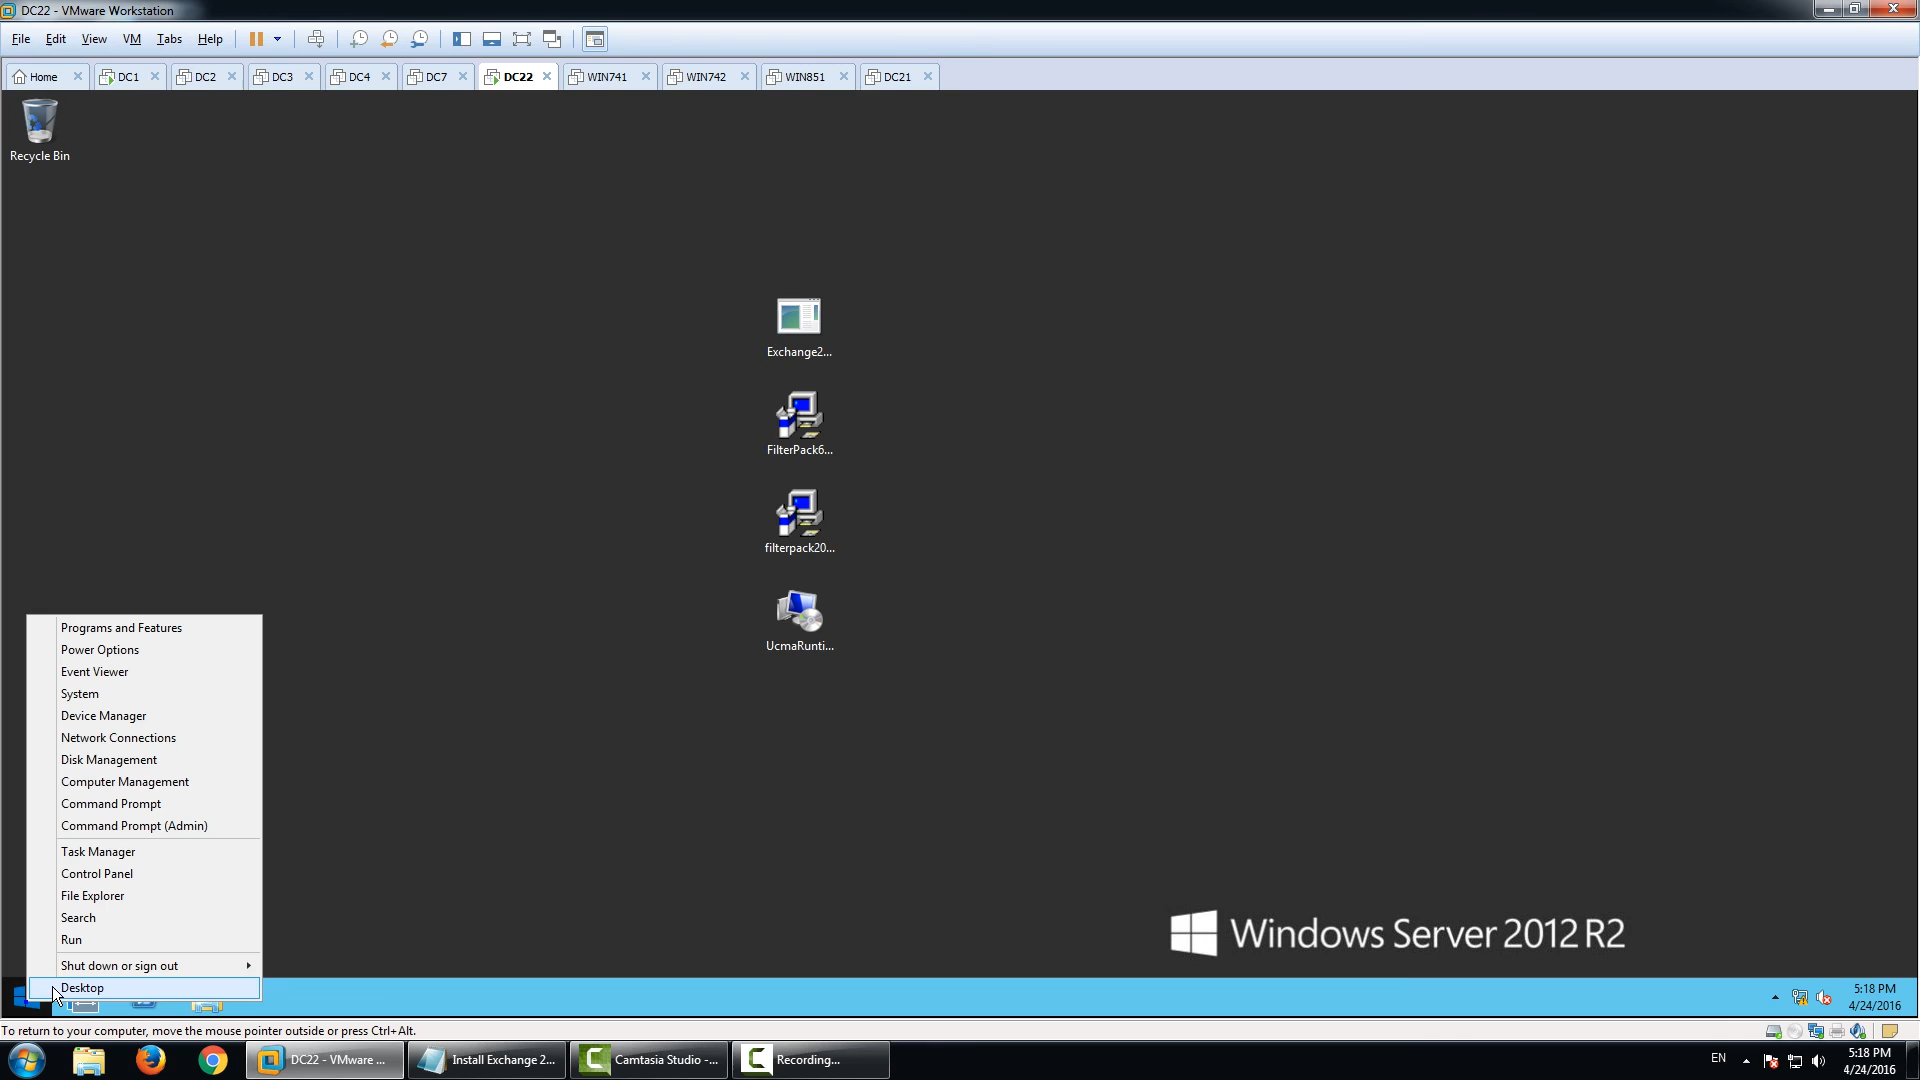 DC22 - VMware Workstation
File Edit View VM Tabs Help
Home DC1 DC2 DC3 DC4 DC7 DC22 WIN741 WIN742 WIN851 DC21
Recycle Bin
Exchange2...
FilterPack6...
filterpack20...
UcmaRunti...
Programs and Features
Power Options
Event Viewer
System
Device Manager
Network Connections
Disk Management
Computer Management
Command Prompt
Command Prompt (Admin)
Task Manager
Control Panel
File Explorer
Search
Run
Shut down or sign out
Desktop
Windows Server 2012 R2
5:18 PM
4/24/2016
To return to your computer, move the mouse pointer outside or press Ctrl+Alt.
DC22 - VMware ... Install Exchange 2... Camtasia Studio -... Recording...
EN
5:18 PM
4/24/2016